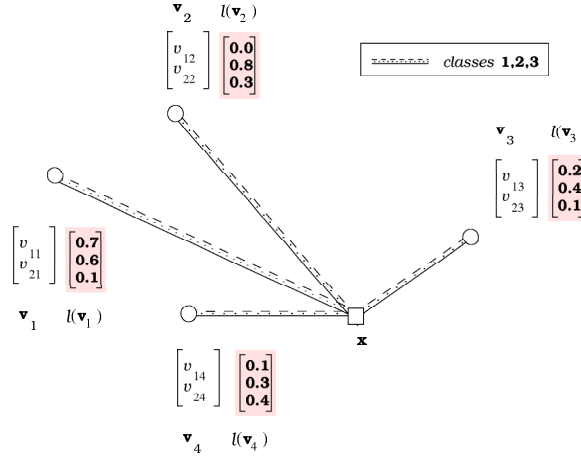 v2 l(v2)
[v12 v22] [0.0 0.8 0.3]
classes 1,2,3
v3 l(v3
[v13 v23] [0.2 0.4 0.1
[v11 v21] [0.7 0.6 0.1]
v1 l(v1)
x
[v14 v24] [0.1 0.3 0.4]
v4 l(v4)